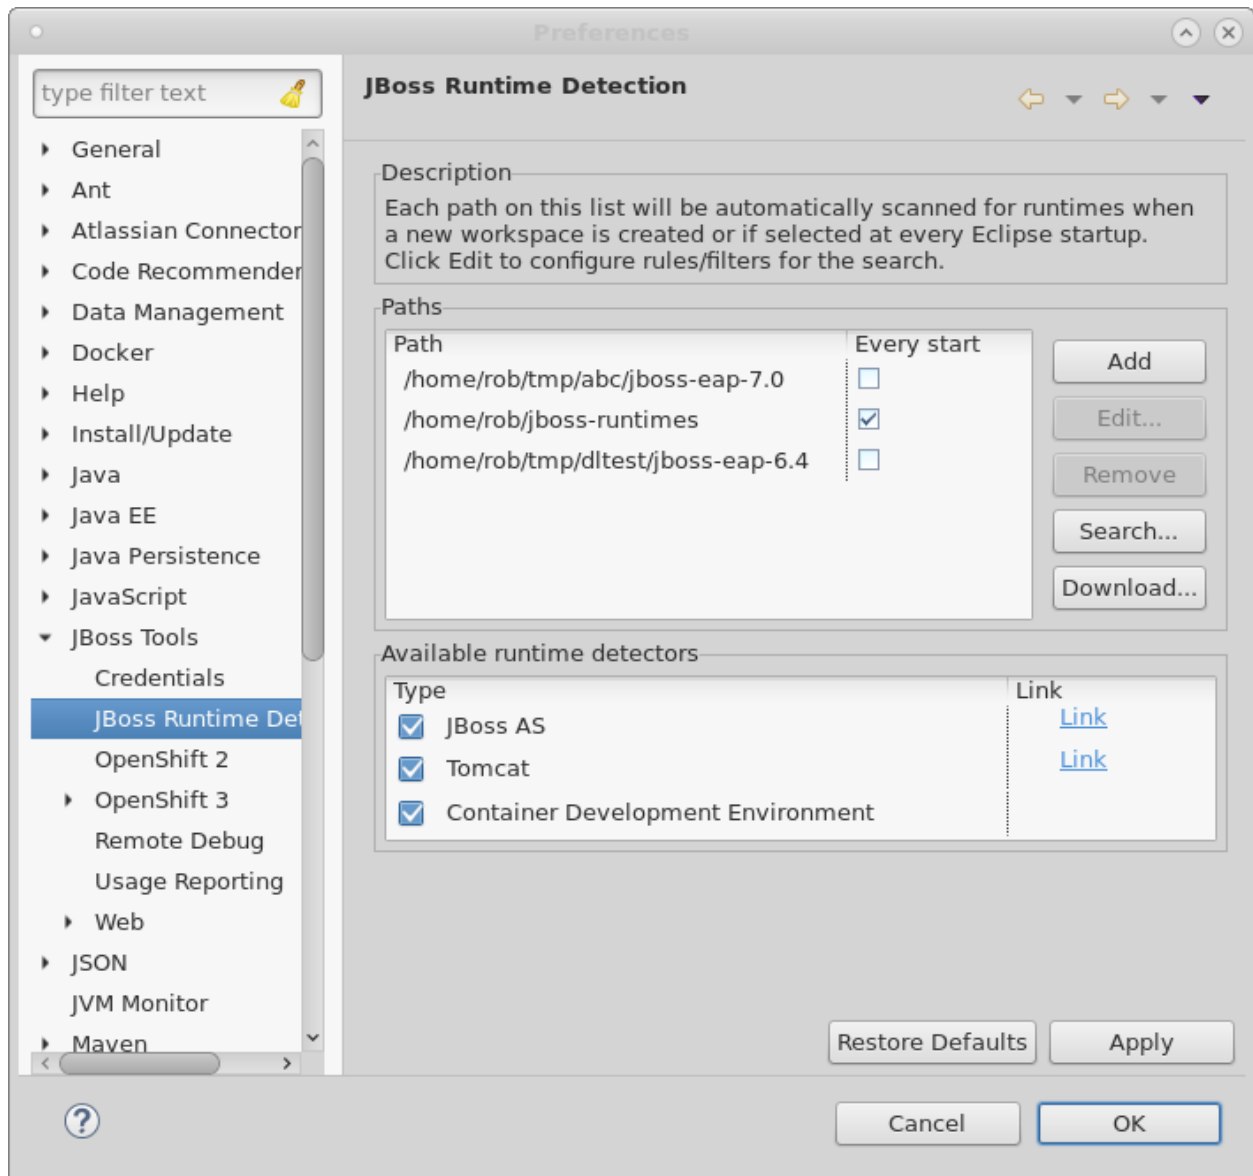 Preferences
type filter text
General
Ant
Atlassian Connector
Code Recommender
Data Management
Docker
Help
Install/Update
Java
Java EE
Java Persistence
JavaScript
JBoss Tools
Credentials
JBoss Runtime Det
OpenShift 2
OpenShift 3
Remote Debug
Usage Reporting
Web
JSON
JVM Monitor
Maven
JBoss Runtime Detection
Description
Each path on this list will be automatically scanned for runtimes when
a new workspace is created or if selected at every Eclipse startup.
Click Edit to configure rules/filters for the search.
Paths
Path Every start
/home/rob/tmp/abc/jboss-eap-7.0
/home/rob/jboss-runtimes
/home/rob/tmp/dltest/jboss-eap-6.4
Add
Edit...
Remove
Search...
Download...
Available runtime detectors
Type Link
JBoss AS Link
Tomcat Link
Container Development Environment
Restore Defaults Apply
? Cancel OK